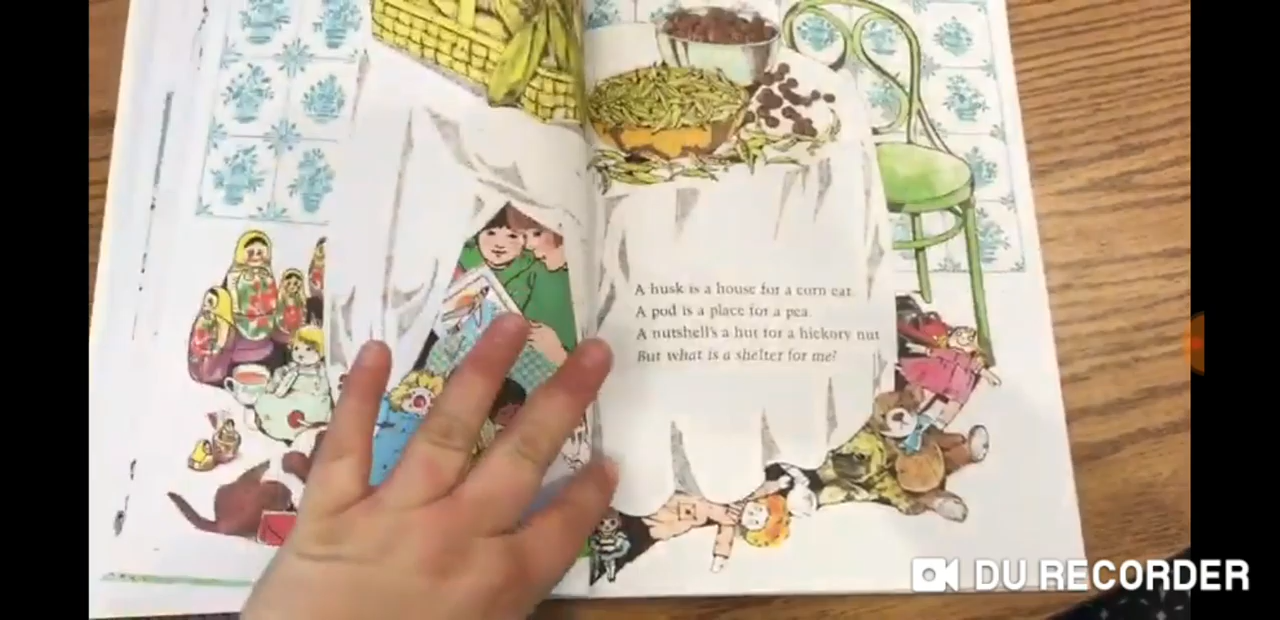 A husk is a house for a corn ear.
A pod is a place for a pea.
A nutshell's a hut for a hickory nut
But what is a shelter for me?
DU RECORDER